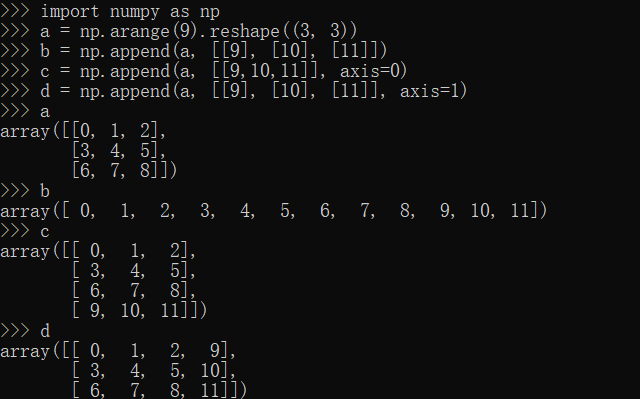 >>> import numpy as np
>>> a = np.arange(9).reshape((3, 3))
>>> b = np.append(a, [[9], [10], [11]])
>>> c = np.append(a, [[9,10,11]], axis=0)
>>> d = np.append(a, [[9], [10], [11]], axis=1)
>>> a
array([[0, 1, 2],
       [3, 4, 5],
       [6, 7, 8]])
>>> b
array([ 0,  1,  2,  3,  4,  5,  6,  7,  8,  9, 10, 11])
>>> c
array([[ 0,  1,  2],
       [ 3,  4,  5],
       [ 6,  7,  8],
       [ 9, 10, 11]])
>>> d
array([[ 0,  1,  2,  9],
       [ 3,  4,  5, 10],
       [ 6,  7,  8, 11]])